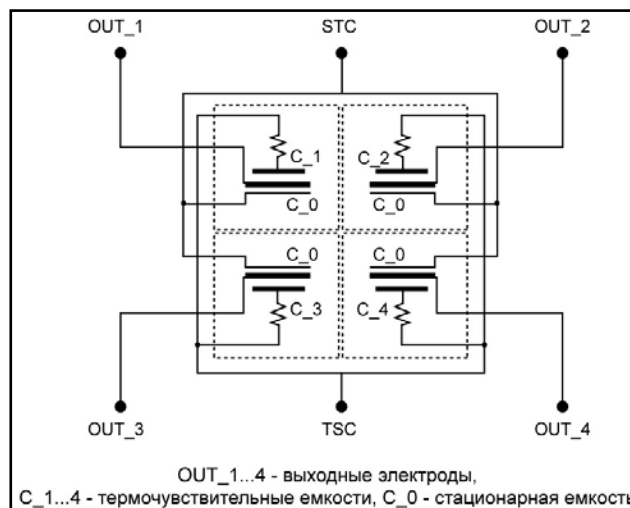 OUT_1 STC OUT_2
C_1 C_2
C_0 C_0
C_0 C_0
C_3 C_4
OUT_3 TSC OUT_4
OUT_1...4 - выходные электроды,
C_1...4 - термочувствительные емкости, C_0 - стационарная емкость